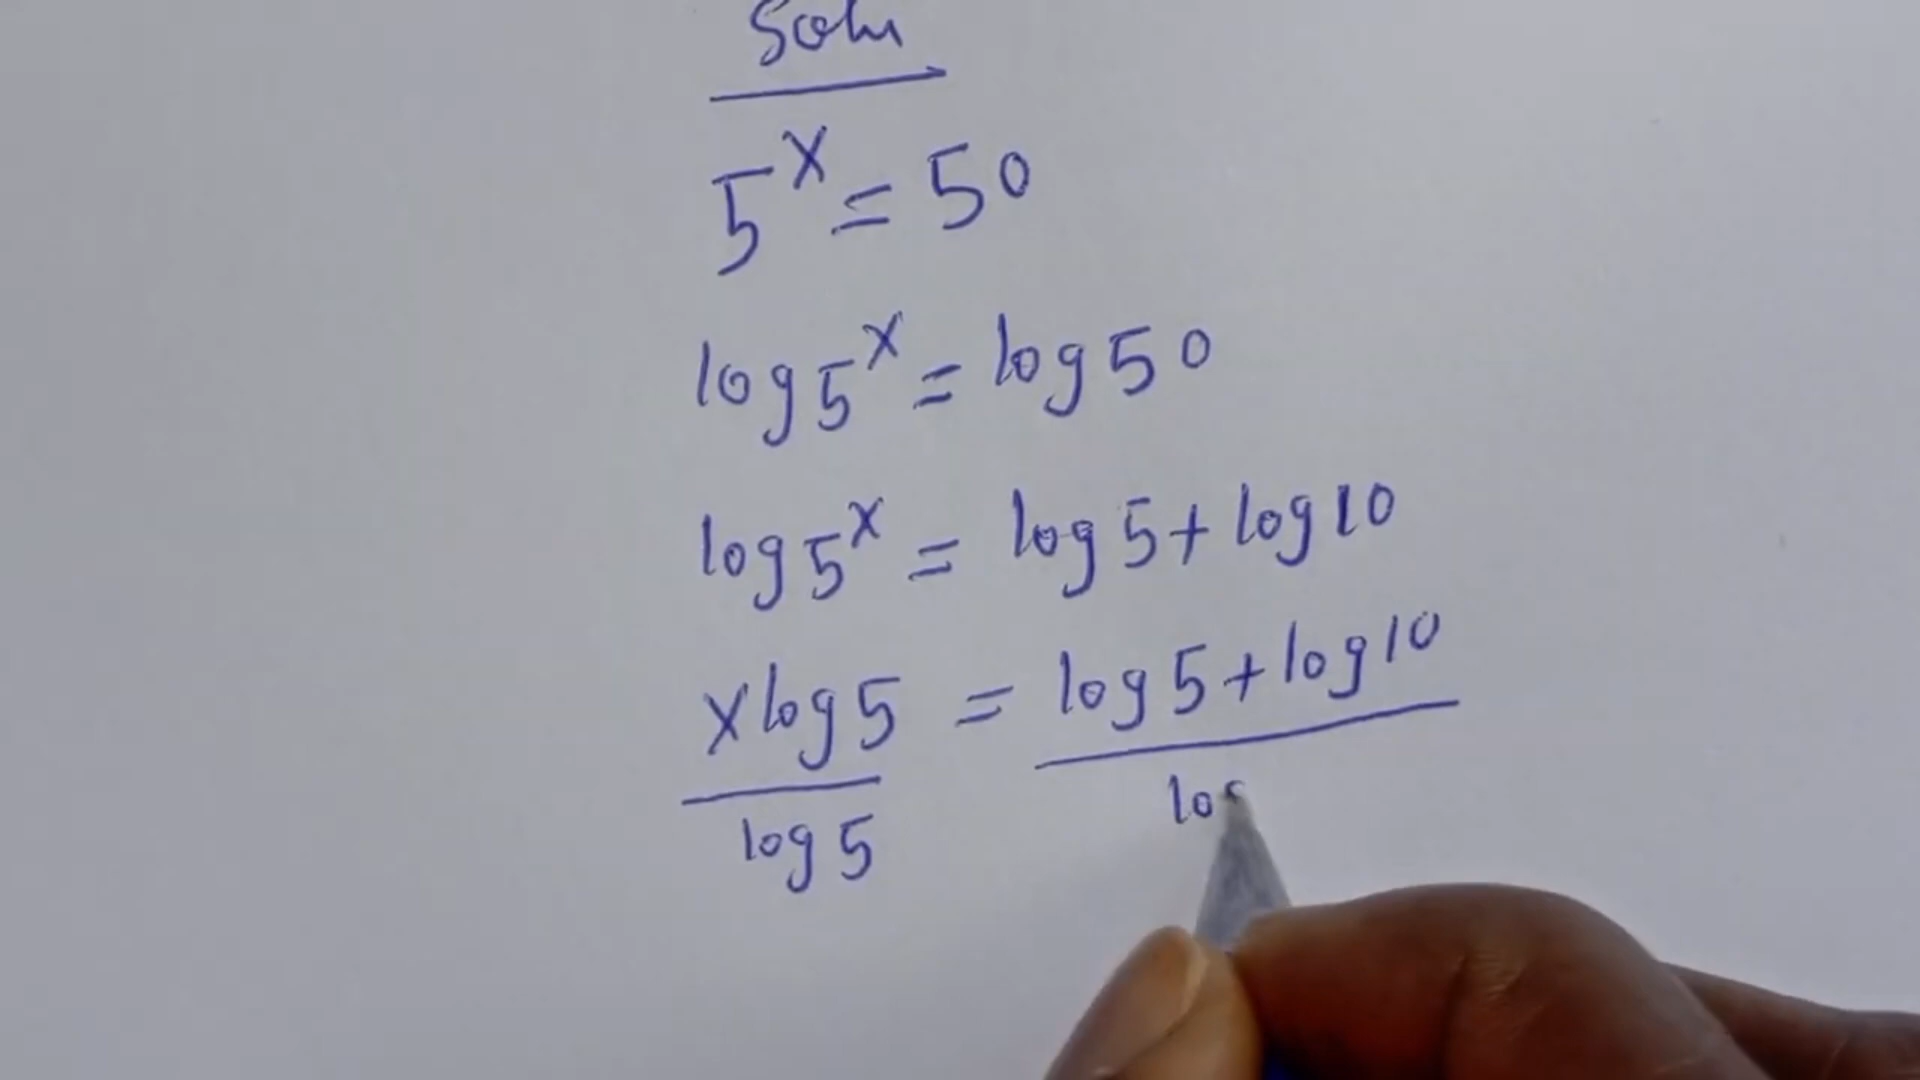 Soln
5^x = 50
log 5^x = log 50
log 5^x = log 5 + log 10
x log 5 = log 5 + log 10
log 5 lo